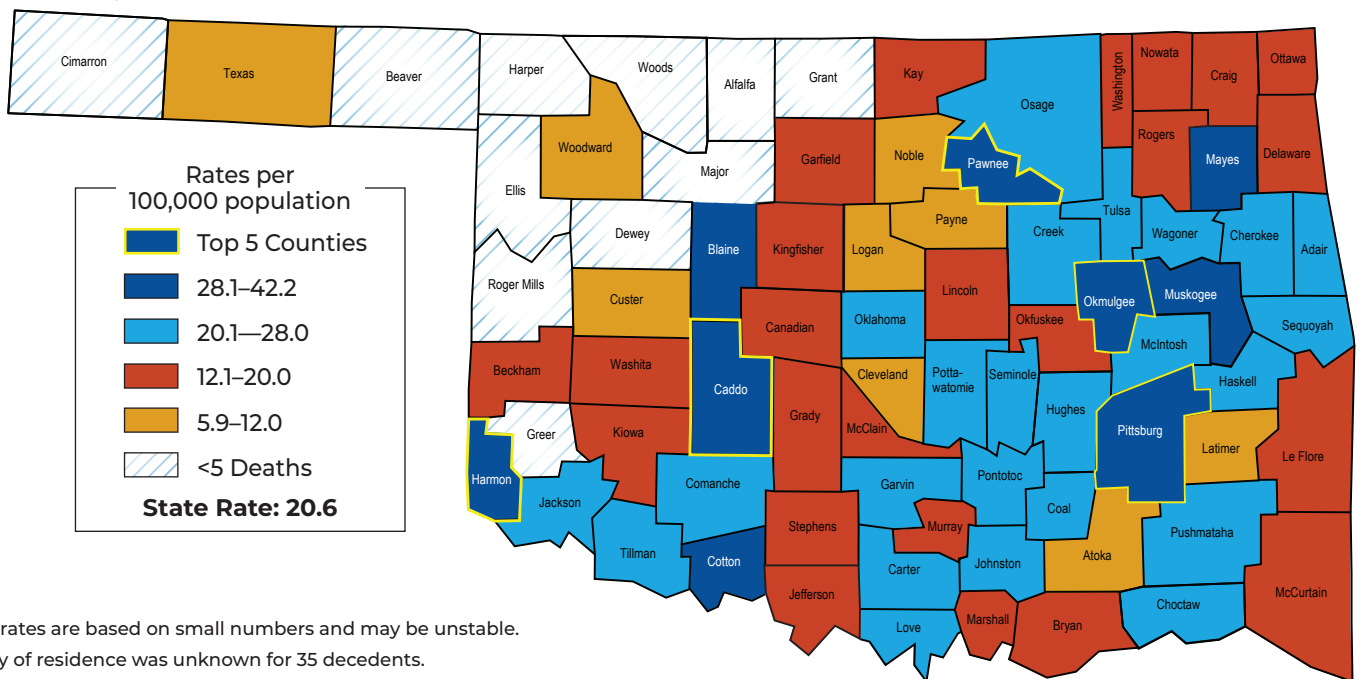 Cimarron
Texas
Beaver
Harper
Woods
Alfalfa
Grant
Kay
Osage
Washington
Nowata
Craig
Ottawa
Woodward
Ellis
Major
Garfield
Noble
Pawnee
Rogers
Mayes
Delaware
Dewey
Roger Mills
Blaine
Kingfisher
Logan
Payne
Creek
Tulsa
Wagoner
Cherokee
Adair
Custer
Canadian
Oklahoma
Lincoln
Okfuskee
Okmulgee
Muskogee
Sequoyah
McIntosh
Beckham
Washita
Caddo
Grady
Cleveland
McClain
Potta-
watomie
Seminole
Hughes
Haskell
Pittsburg
Latimer
Le Flore
Harmon
Greer
Kiowa
Jackson
Comanche
Tillman
Cotton
Stephens
Garvin
Murray
Pontotoc
Coal
Atoka
Pushmataha
Jefferson
Carter
Johnston
Love
Marshall
Bryan
Choctaw
McCurtain
Rates per
100,000 population
Top 5 Counties
28.1–42.2
20.1—28.0
12.1–20.0
5.9–12.0
<5 Deaths
State Rate: 20.6
rates are based on small numbers and may be unstable.
y of residence was unknown for 35 decedents.